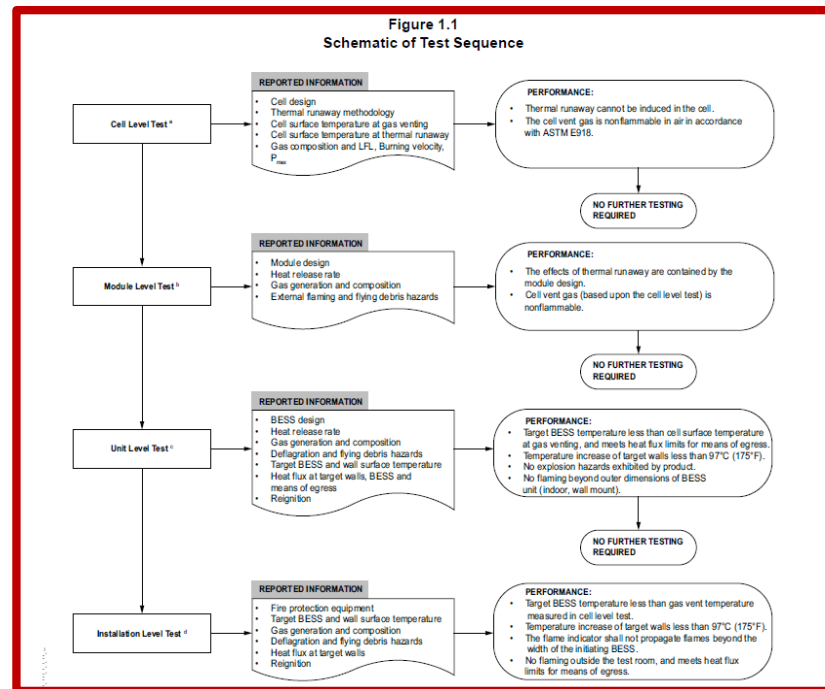 Figure 1.1
Schematic of Test Sequence
Cell Level Test a
REPORTED INFORMATION
• Cell design
• Thermal runaway methodology
• Cell surface temperature at gas venting
• Cell surface temperature at thermal runaway
• Gas composition and LFL, Burning velocity,
Pmax
PERFORMANCE:
• Thermal runaway cannot be induced in the cell.
• The cell vent gas is nonflammable in air in accordance
with ASTM E918.
NO FURTHER TESTING
REQUIRED
Module Level Test b
REPORTED INFORMATION
• Module design
• Heat release rate
• Gas generation and composition
• External flaming and flying debris hazards
PERFORMANCE:
• The effects of thermal runaway are contained by the
module design.
• Cell vent gas (based upon the cell level test) is
nonflammable.
NO FURTHER TESTING
REQUIRED
Unit Level Test c
REPORTED INFORMATION
• BESS design
• Heat release rate
• Gas generation and composition
• Deflagration and flying debris hazards
• Target BESS and wall surface temperature
• Heat flux at target walls, BESS and
means of egress
• Reignition
PERFORMANCE:
• Target BESS temperature less than cell surface temperature
at gas venting, and meets heat flux limits for means of egress.
• Temperature increase of target walls less than 97°C (175°F).
• No explosion hazards exhibited by product.
• No flaming beyond outer dimensions of BESS
unit (indoor, wall mount).
NO FURTHER TESTING
REQUIRED
Installation Level Test d
REPORTED INFORMATION
• Fire protection equipment
• Target BESS and wall surface temperature
• Gas generation and composition
• Deflagration and flying debris hazards
• Heat flux at target walls
• Reignition
PERFORMANCE:
• Target BESS temperature less than gas vent temperature
measured in cell level test.
• Temperature increase of target walls less than 97°C (175°F).
• The flame indicator shall not propagate flames beyond the
width of the initiating BESS.
• No flaming outside the test room, and meets heat flux
limits for means of egress.